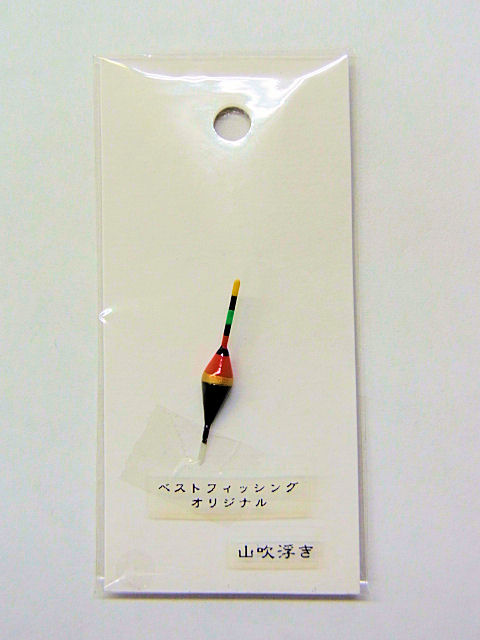 ベストフィッシング
オリジナル
山吹浮き